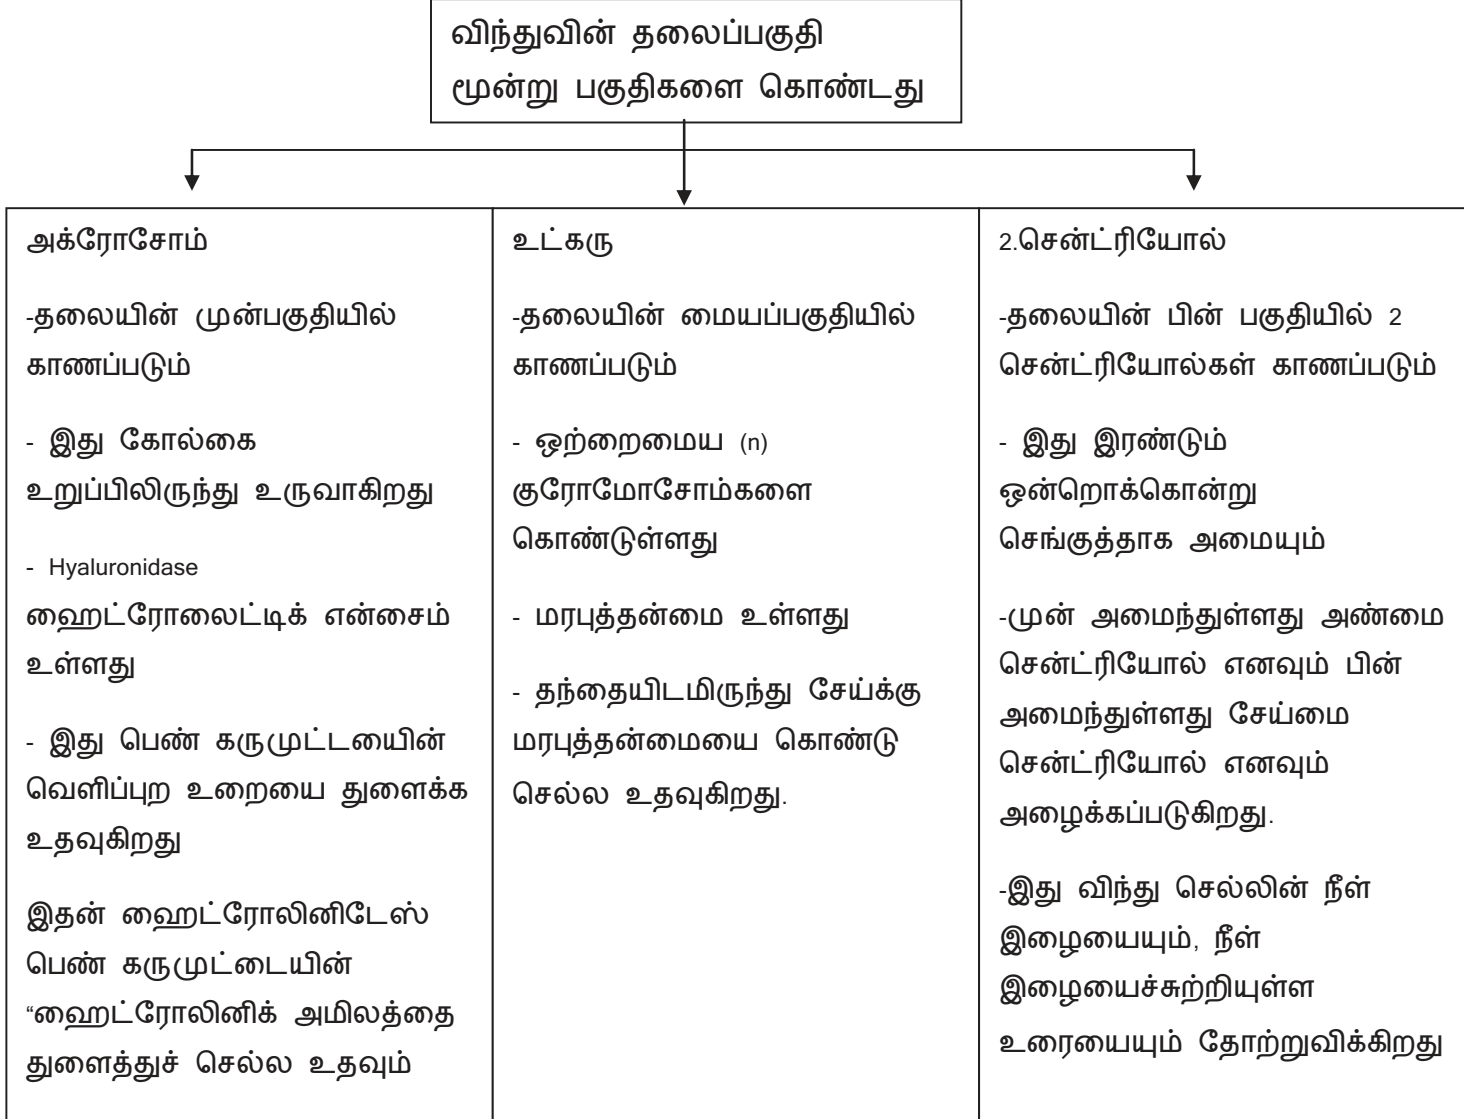 விந்துவின் தலைப்பகுதி
மூன்று பகுதிகளை கொண்டது
அக்ரோசோம்
-தலையின் முன்பகுதியில்
காணப்படும்
- இது கோல்கை
உறுப்பிலிருந்து உருவாகிறது
- Hyaluronidase
ஹைட்ரோலைட்டிக் என்சைம்
உள்ளது
- இது பெண் கருமுட்டயிைன்
வெளிப்புற உறையை துளைக்க
உதவுகிறது
இதன் ஹைட்ரோலினிடேஸ்
பெண் கருமுட்டையின்
“ஹைட்ரோலினிக் அமிலத்தை
துளைத்துச் செல்ல உதவும்
உட்கரு
-தலையின் மையப்பகுதியில்
காணப்படும்
- ஒற்றைமைய (n)
குரோமோசோம்களை
கொண்டுள்ளது
- மரபுத்தன்மை உள்ளது
- தந்தையிடமிருந்து சேய்க்கு
மரபுத்தன்மையை கொண்டு
செல்ல உதவுகிறது.
2.சென்ட்ரியோல்
-தலையின் பின் பகுதியில் 2
சென்ட்ரியோல்கள் காணப்படும்
- இது இரண்டும்
ஒன்றொக்கொன்று
செங்குத்தாக அமையும்
-முன் அமைந்துள்ளது அண்மை
சென்ட்ரியோல் எனவும் பின்
அமைந்துள்ளது சேய்மை
சென்ட்ரியோல் எனவும்
அழைக்கப்படுகிறது.
-இது விந்து செல்லின் நீள்
இழையையும், நீள்
இழையைச்சுற்றியுள்ள
உரையையும் தோற்றுவிக்கிறது